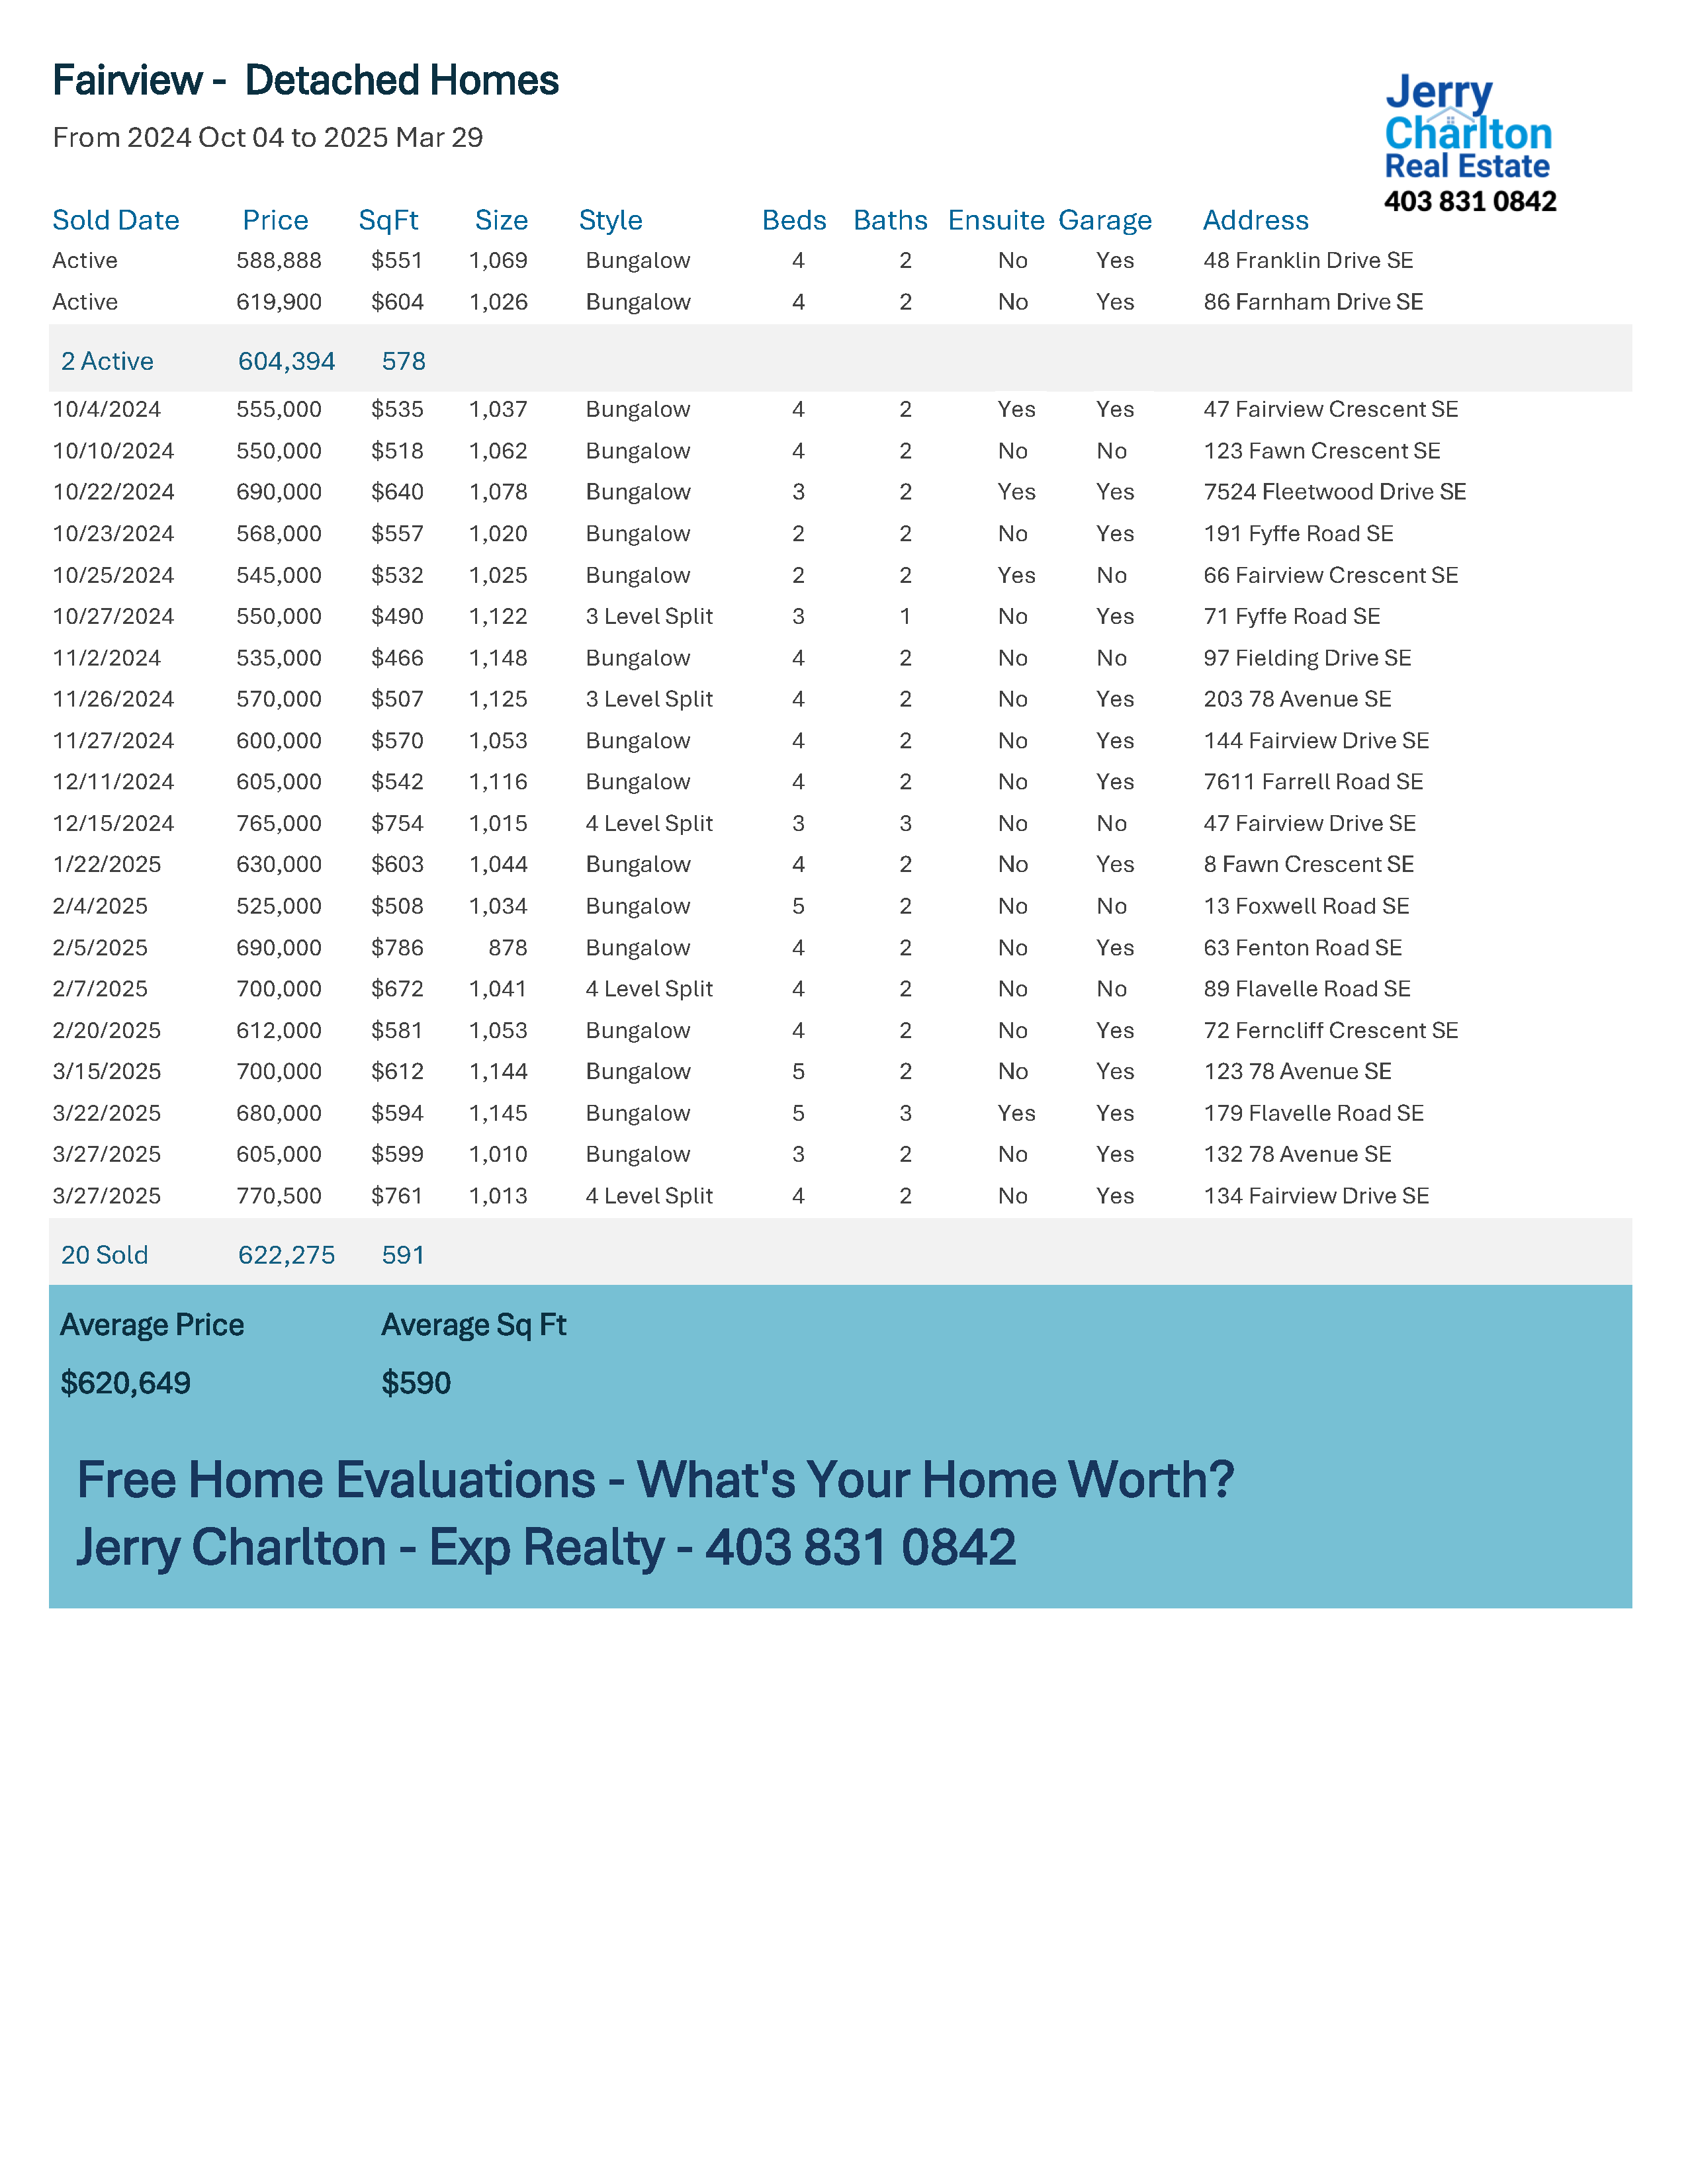 Fairview - Detached Homes
From 2024 Oct 04 to 2025 Mar 29
Jerry
Charlton
Real Estate
403 831 0842
Sold Date Price SqFt Size Style Beds Baths Ensuite Garage Address
Active 588,888 $551 1,069 Bungalow 4 2 No Yes 48 Franklin Drive SE
Active 619,900 $604 1,026 Bungalow 4 2 No Yes 86 Farnham Drive SE
2 Active 604,394 578
10/4/2024 555,000 $535 1,037 Bungalow 4 2 Yes Yes 47 Fairview Crescent SE
10/10/2024 550,000 $518 1,062 Bungalow 4 2 No No 123 Fawn Crescent SE
10/22/2024 690,000 $640 1,078 Bungalow 3 2 Yes Yes 7524 Fleetwood Drive SE
10/23/2024 568,000 $557 1,020 Bungalow 2 2 No Yes 191 Fyffe Road SE
10/25/2024 545,000 $532 1,025 Bungalow 2 2 Yes No 66 Fairview Crescent SE
10/27/2024 550,000 $490 1,122 3 Level Split 3 1 No Yes 71 Fyffe Road SE
11/2/2024 535,000 $466 1,148 Bungalow 4 2 No No 97 Fielding Drive SE
11/26/2024 570,000 $507 1,125 3 Level Split 4 2 No Yes 203 78 Avenue SE
11/27/2024 600,000 $570 1,053 Bungalow 4 2 No Yes 144 Fairview Drive SE
12/11/2024 605,000 $542 1,116 Bungalow 4 2 No Yes 7611 Farrell Road SE
12/15/2024 765,000 $754 1,015 4 Level Split 3 3 No No 47 Fairview Drive SE
1/22/2025 630,000 $603 1,044 Bungalow 4 2 No Yes 8 Fawn Crescent SE
2/4/2025 525,000 $508 1,034 Bungalow 5 2 No No 13 Foxwell Road SE
2/5/2025 690,000 $786 878 Bungalow 4 2 No Yes 63 Fenton Road SE
2/7/2025 700,000 $672 1,041 4 Level Split 4 2 No No 89 Flavelle Road SE
2/20/2025 612,000 $581 1,053 Bungalow 4 2 No Yes 72 Ferncliff Crescent SE
3/15/2025 700,000 $612 1,144 Bungalow 5 2 No Yes 123 78 Avenue SE
3/22/2025 680,000 $594 1,145 Bungalow 5 3 Yes Yes 179 Flavelle Road SE
3/27/2025 605,000 $599 1,010 Bungalow 3 2 No Yes 132 78 Avenue SE
3/27/2025 770,500 $761 1,013 4 Level Split 4 2 No Yes 134 Fairview Drive SE
20 Sold 622,275 591
Average Price Average Sq Ft
$620,649 $590
Free Home Evaluations - What's Your Home Worth?
Jerry Charlton - Exp Realty - 403 831 0842